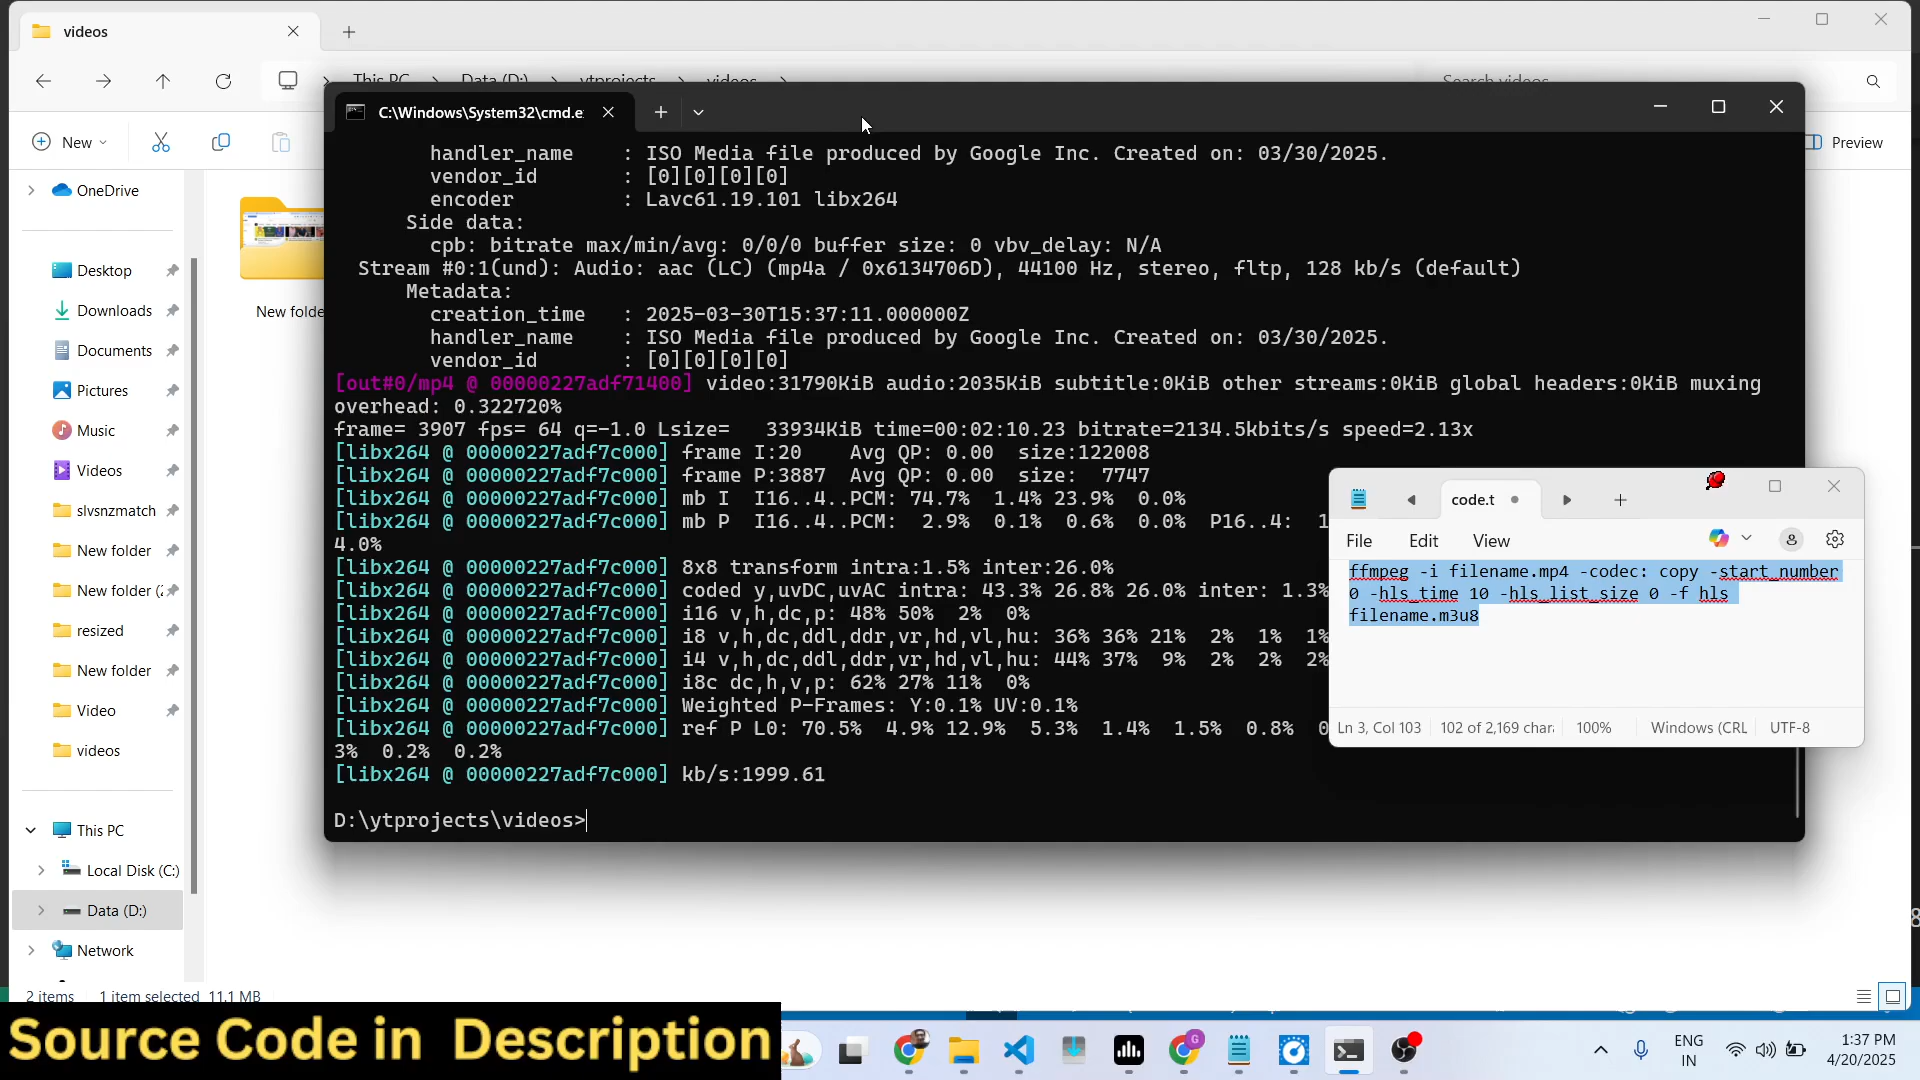 videos
This PC > Data (D:) > ytprojects > videos >
Search videos
New
Preview
C:\Windows\System32\cmd.e
OneDrive
Desktop
Downloads
Documents
Pictures
Music
Videos
slvsnzmatch
New folder
New folder (2
resized
New folder
Video
videos
This PC
Local Disk (C:)
Data (D:)
Network
New folde
handler_name    : ISO Media file produced by Google Inc. Created on: 03/30/2025.
vendor_id       : [0][0][0][0]
encoder         : Lavc61.19.101 libx264
Side data:
cpb: bitrate max/min/avg: 0/0/0 buffer size: 0 vbv_delay: N/A
Stream #0:1(und): Audio: aac (LC) (mp4a / 0x6134706D), 44100 Hz, stereo, fltp, 128 kb/s (default)
Metadata:
creation_time   : 2025-03-30T15:37:11.000000Z
handler_name    : ISO Media file produced by Google Inc. Created on: 03/30/2025.
vendor_id       : [0][0][0][0]
[out#0/mp4 @ 00000227adf71400] video:31790KiB audio:2035KiB subtitle:0KiB other streams:0KiB global headers:0KiB muxing
overhead: 0.322720%
frame= 3907 fps= 64 q=-1.0 Lsize=   33934KiB time=00:02:10.23 bitrate=2134.5kbits/s speed=2.13x
[libx264 @ 00000227adf7c000] frame I:20    Avg QP: 0.00  size:122008
[libx264 @ 00000227adf7c000] frame P:3887  Avg QP: 0.00  size:  7747
[libx264 @ 00000227adf7c000] mb I  I16..4..PCM: 74.7%  1.4% 23.9%  0.0%
[libx264 @ 00000227adf7c000] mb P  I16..4..PCM:  2.9%  0.1%  0.6%  0.0%  P16..4:  1
4.0%
[libx264 @ 00000227adf7c000] 8x8 transform intra:1.5% inter:26.0%
[libx264 @ 00000227adf7c000] coded y,uvDC,uvAC intra: 43.3% 26.8% 26.0% inter: 1.3%
[libx264 @ 00000227adf7c000] i16 v,h,dc,p: 48% 50%  2%  0%
[libx264 @ 00000227adf7c000] i8 v,h,dc,ddl,ddr,vr,hd,vl,hu: 36% 36% 21%  2%  1%  1%
[libx264 @ 00000227adf7c000] i4 v,h,dc,ddl,ddr,vr,hd,vl,hu: 44% 37%  9%  2%  2%  2%
[libx264 @ 00000227adf7c000] i8c dc,h,v,p: 62% 27% 11%  0%
[libx264 @ 00000227adf7c000] Weighted P-Frames: Y:0.1% UV:0.1%
[libx264 @ 00000227adf7c000] ref P L0: 70.5%  4.9% 12.9%  5.3%  1.4%  1.5%  0.8%  0
3%  0.2%  0.2%
[libx264 @ 00000227adf7c000] kb/s:1999.61
D:\ytprojects\videos>
code.t
File Edit View
ffmpeg -i filename.mp4 -codec: copy -start_number
0 -hls_time 10 -hls_list_size 0 -f hls
filename.m3u8
Ln 3, Col 103 102 of 2,169 char 100% Windows (CRL UTF-8
2 items 1 item selected 11.1 MB
Source Code in Description
ENG
IN
1:37 PM
4/20/2025